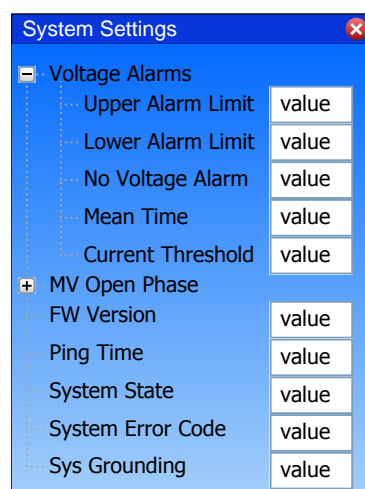 System Settings
Voltage Alarms
Upper Alarm Limit value
Lower Alarm Limit value
No Voltage Alarm value
Mean Time value
Current Threshold value
MV Open Phase
FW Version value
Ping Time value
System State value
System Error Code value
Sys Grounding value